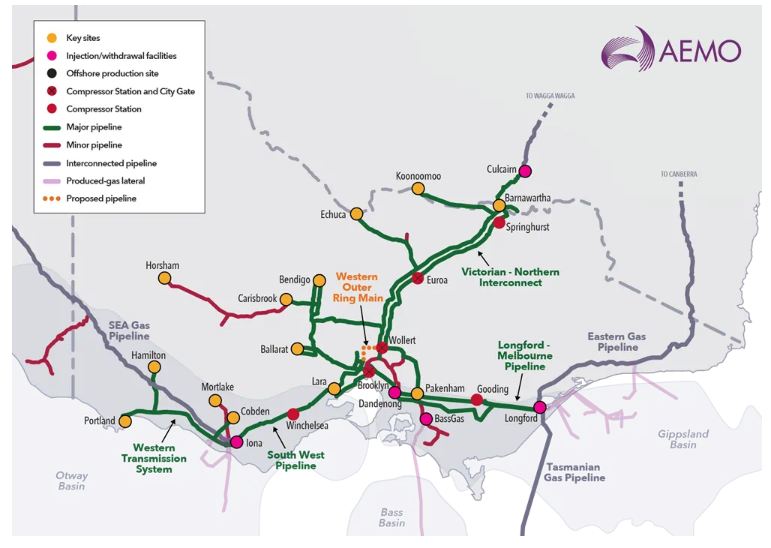 AEMO
Key sites
Injection/withdrawal facilities
Offshore production site
Compressor Station and City Gate
Compressor Station
Major pipeline
Minor pipeline
Interconnected pipeline
Produced-gas lateral
Proposed pipeline
TO WAGGA WAGGA
TO CANBERRA
Culcairn
Koonoomoo
Barnawartha
Echuca
Springhurst
Horsham
Bendigo
Western
Outer
Ring Main
Euroa
Victorian - Northern
Interconnect
Carisbrook
SEA Gas
Pipeline
Wollert
Longford -
Melbourne
Pipeline
Eastern Gas
Pipeline
Ballarat
Hamilton
Lara
Brooklyn
Pakenham
Gooding
Mortlake
Dandenong
Cobden
Portland
Winchelsea
BassGas
Longford
Iona
Western
Transmission
System
South West
Pipeline
Gippsland
Basin
Otway
Basin
Tasmanian
Gas Pipeline
Bass
Basin